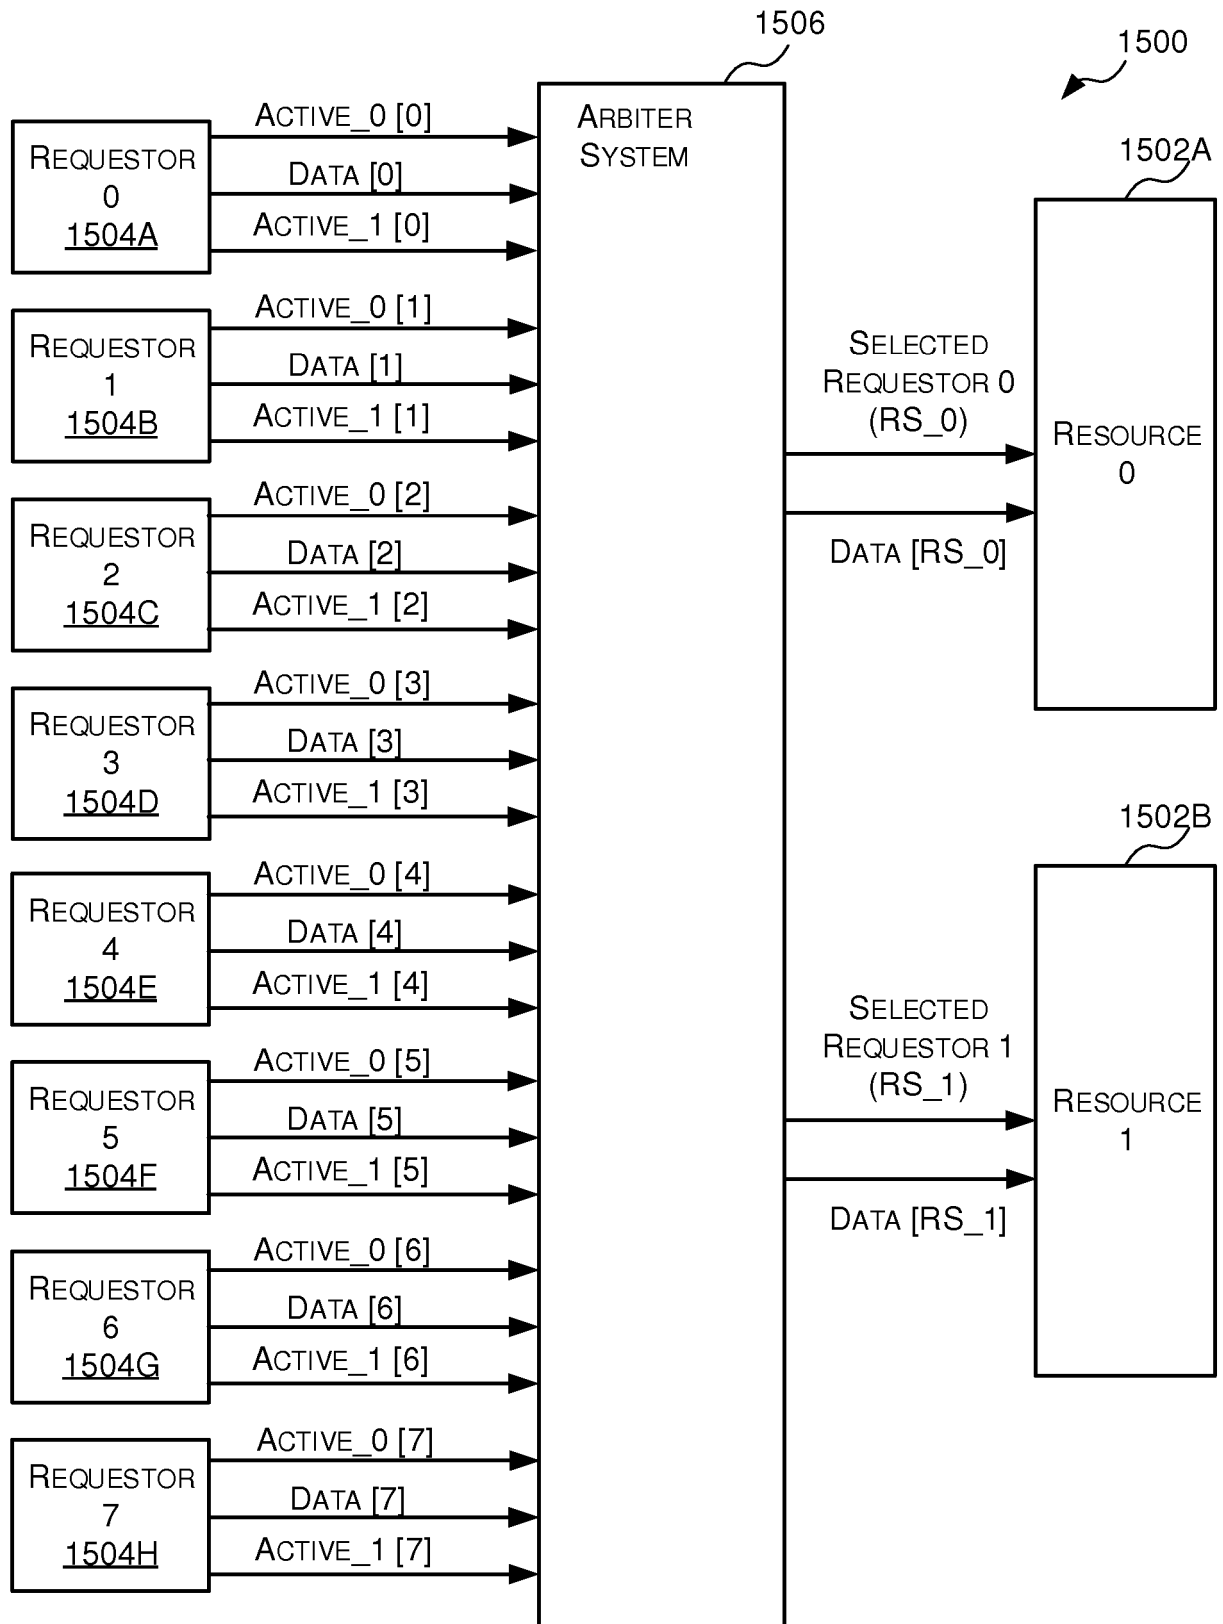 1506
1500
ARBITER
SYSTEM
REQUESTOR
0
1504A
ACTIVE_0 [0]
DATA [0]
ACTIVE_1 [0]
REQUESTOR
1
1504B
ACTIVE_0 [1]
DATA [1]
ACTIVE_1 [1]
REQUESTOR
2
1504C
ACTIVE_0 [2]
DATA [2]
ACTIVE_1 [2]
REQUESTOR
3
1504D
ACTIVE_0 [3]
DATA [3]
ACTIVE_1 [3]
REQUESTOR
4
1504E
ACTIVE_0 [4]
DATA [4]
ACTIVE_1 [4]
REQUESTOR
5
1504F
ACTIVE_0 [5]
DATA [5]
ACTIVE_1 [5]
REQUESTOR
6
1504G
ACTIVE_0 [6]
DATA [6]
ACTIVE_1 [6]
REQUESTOR
7
1504H
ACTIVE_0 [7]
DATA [7]
ACTIVE_1 [7]
SELECTED
REQUESTOR 0
(RS_0)
DATA [RS_0]
1502A
RESOURCE
0
SELECTED
REQUESTOR 1
(RS_1)
DATA [RS_1]
1502B
RESOURCE
1